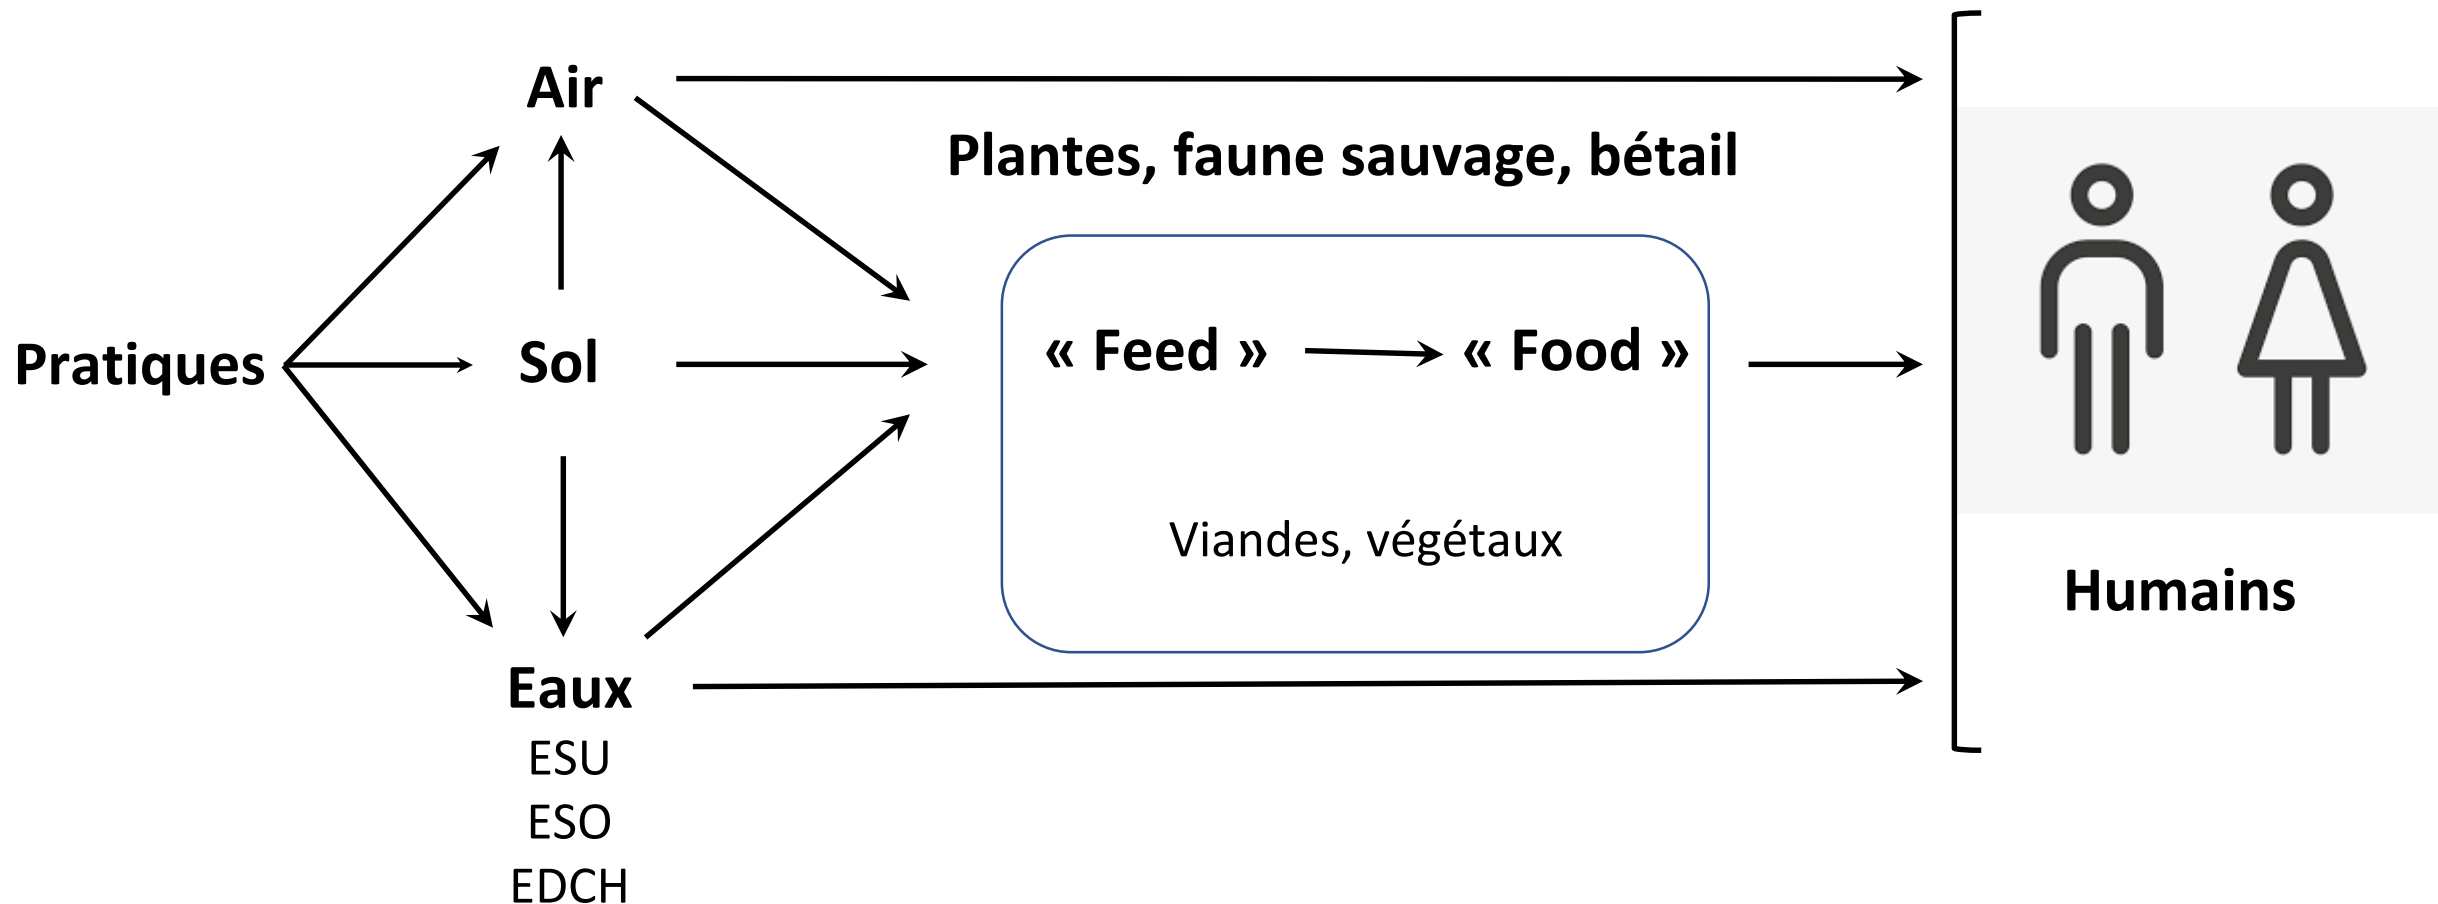 Air
Plantes, faune sauvage, bétail
Pratiques
Sol
« Feed »
« Food »
Viandes, végétaux
Humains
Eaux
ESU
ESO
EDCH